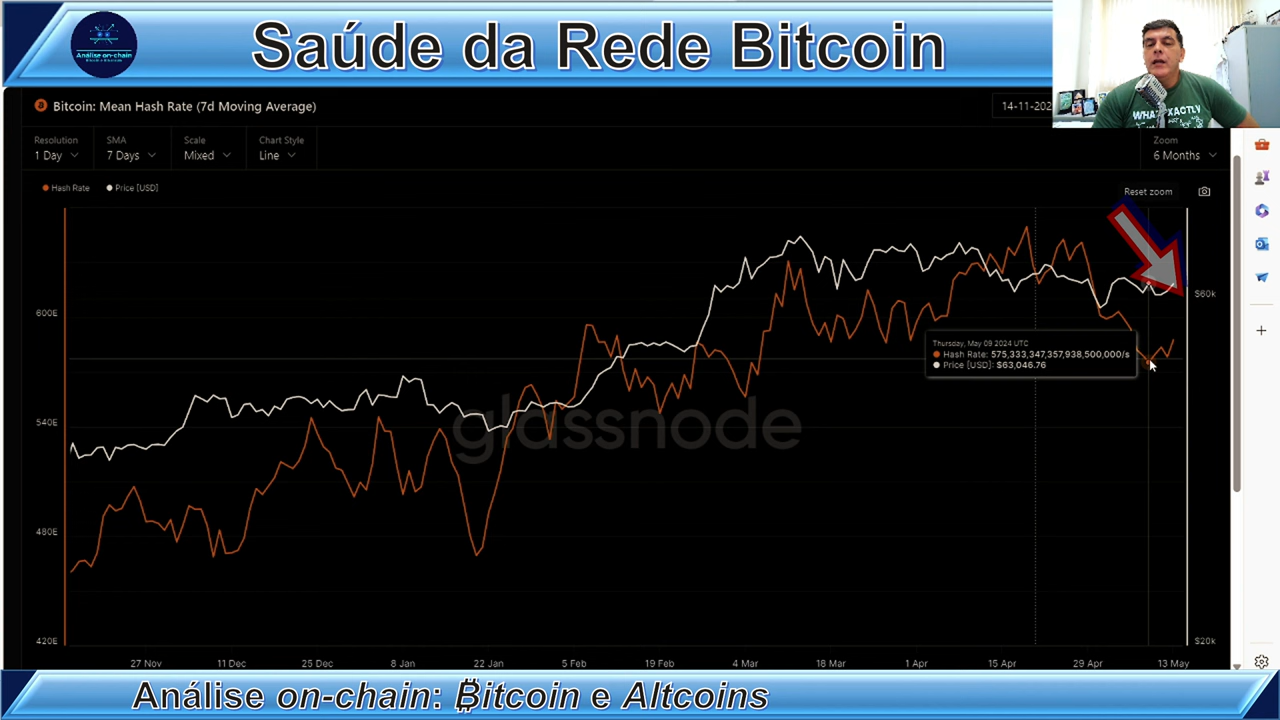 Análise on-chain
Saúde da Rede Bitcoin
Bitcoin: Mean Hash Rate (7d Moving Average)
14-11-202
WHAT EXACTLY
Resolution
1 Day
SMA
7 Days
Scale
Mixed
Chart Style
Line
Zoom
6 Months
Hash Rate
Price [USD]
Reset zoom
600E
540E
480E
420E
$60k
$20k
Thursday, May 09 2024 UTC
Hash Rate: 575,333,347,357,938,500,000/s
Price [USD]: $63,046.76
glassnode
27 Nov
11 Dec
25 Dec
8 Jan
22 Jan
5 Feb
19 Feb
4 Mar
18 Mar
1 Apr
15 Apr
29 Apr
13 May
Análise on-chain: ₿itcoin e Altcoins